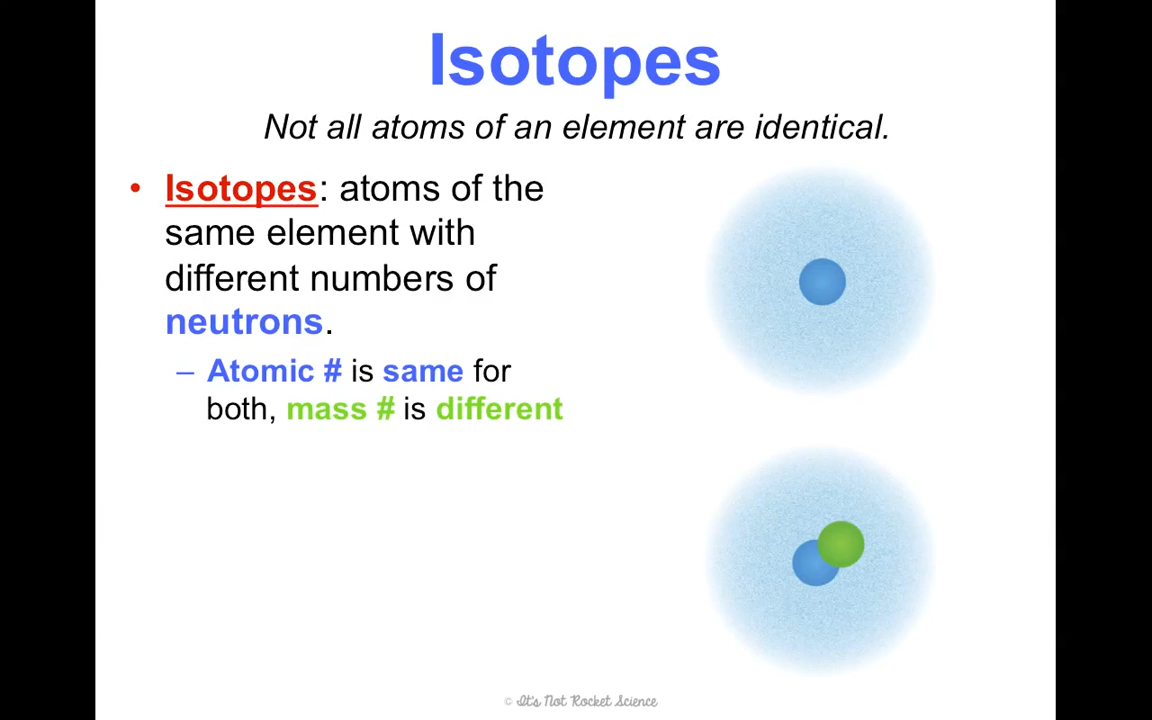 Isotopes
Not all atoms of an element are identical.
• Isotopes: atoms of the
same element with
different numbers of
neutrons.
– Atomic # is same for
both, mass # is different
© It's Not Rocket Science